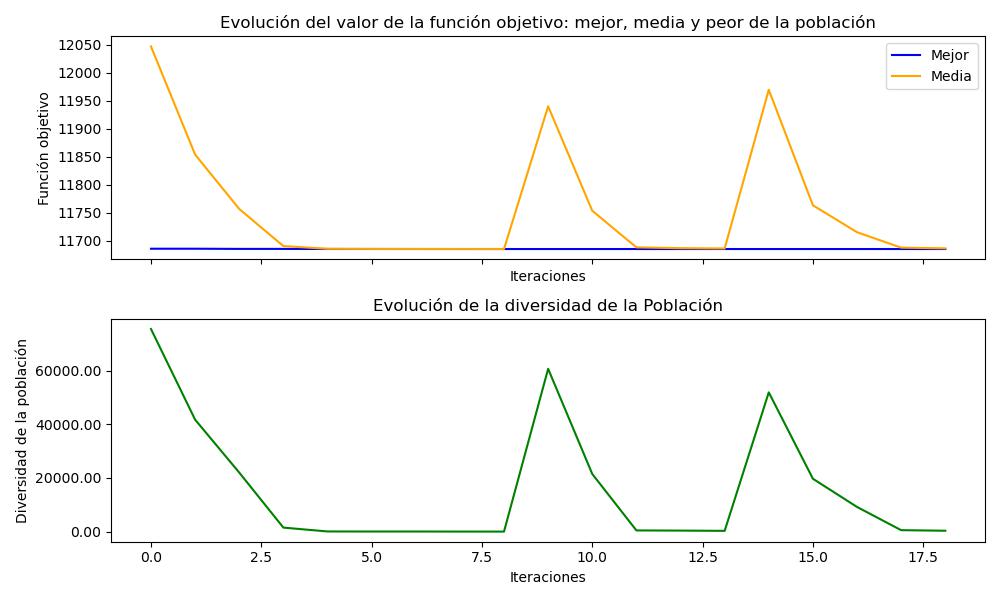 Evolución del valor de la función objetivo: mejor, media y peor de la población
12050
12000
11950
11900
11850
11800
11750
11700
Función objetivo
Mejor
Media
Iteraciones
Evolución de la diversidad de la Población
60000.00
40000.00
20000.00
0.00
Diversidad de la población
0.0 2.5 5.0 7.5 10.0 12.5 15.0 17.5
Iteraciones